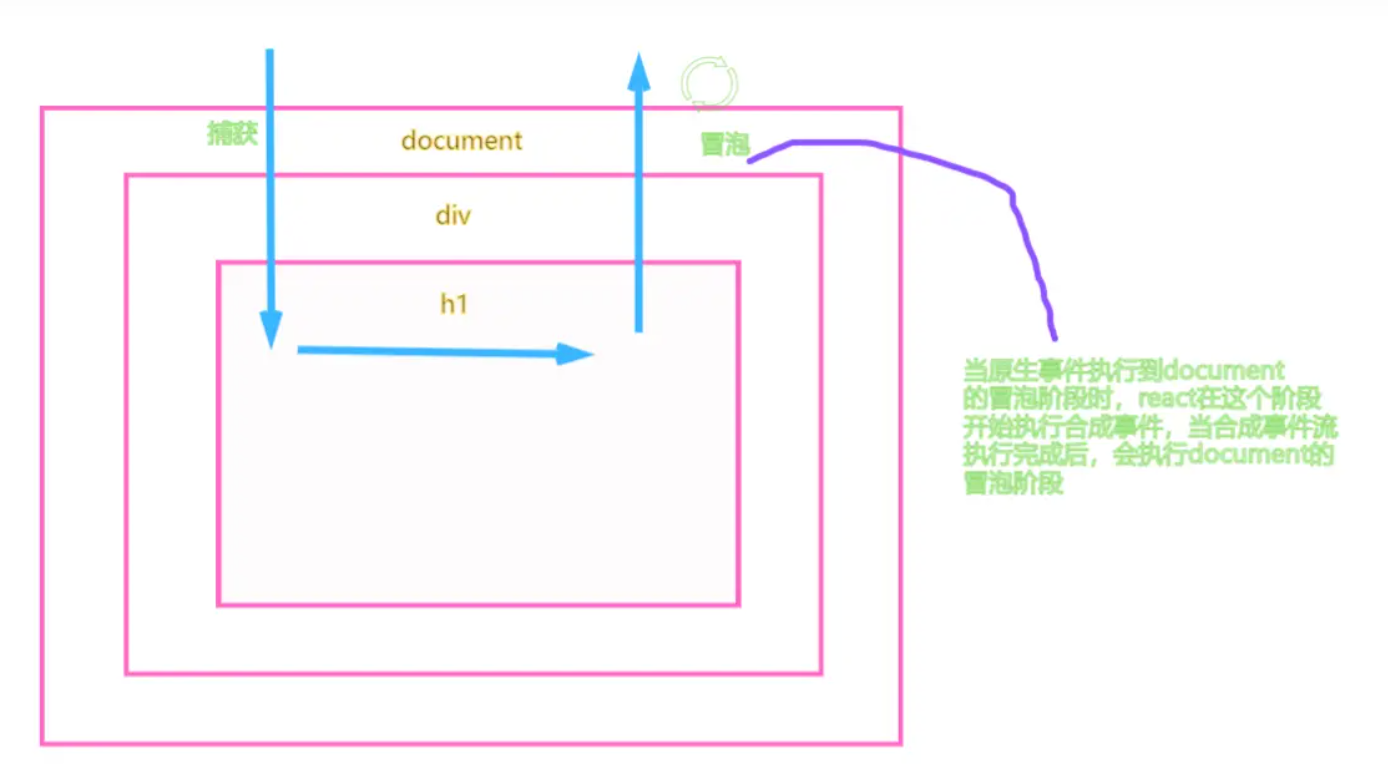 捕获
document
冒泡
div
h1
当原生事件执行到document
的冒泡阶段时，react在这个阶段
开始执行合成事件，当合成事件流
执行完成后，会执行document的
冒泡阶段